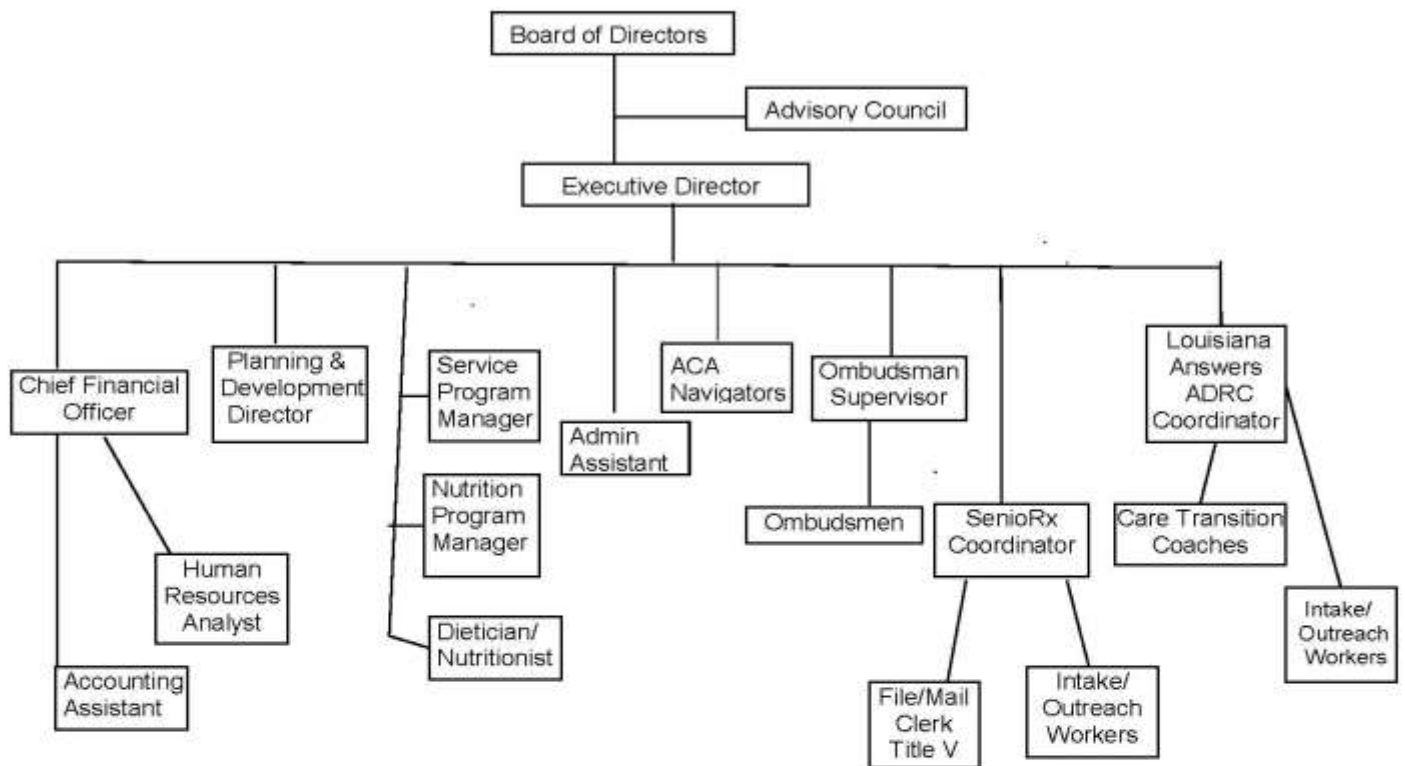 Board of Directors
Advisory Council
Executive Director
Chief Financial
Officer
Planning &
Development
Director
Service
Program
Manager
Admin
Assistant
ACA
Navigators
Ombudsman
Supervisor
Louisiana
Answers
ADRC
Coordinator
Nutrition
Program
Manager
Ombudsmen
SenioRx
Coordinator
Care Transition
Coaches
Human
Resources
Analyst
Dietician/
Nutritionist
Intake/
Outreach
Workers
Accounting
Assistant
File/Mail
Clerk
Title V
Intake/
Outreach
Workers